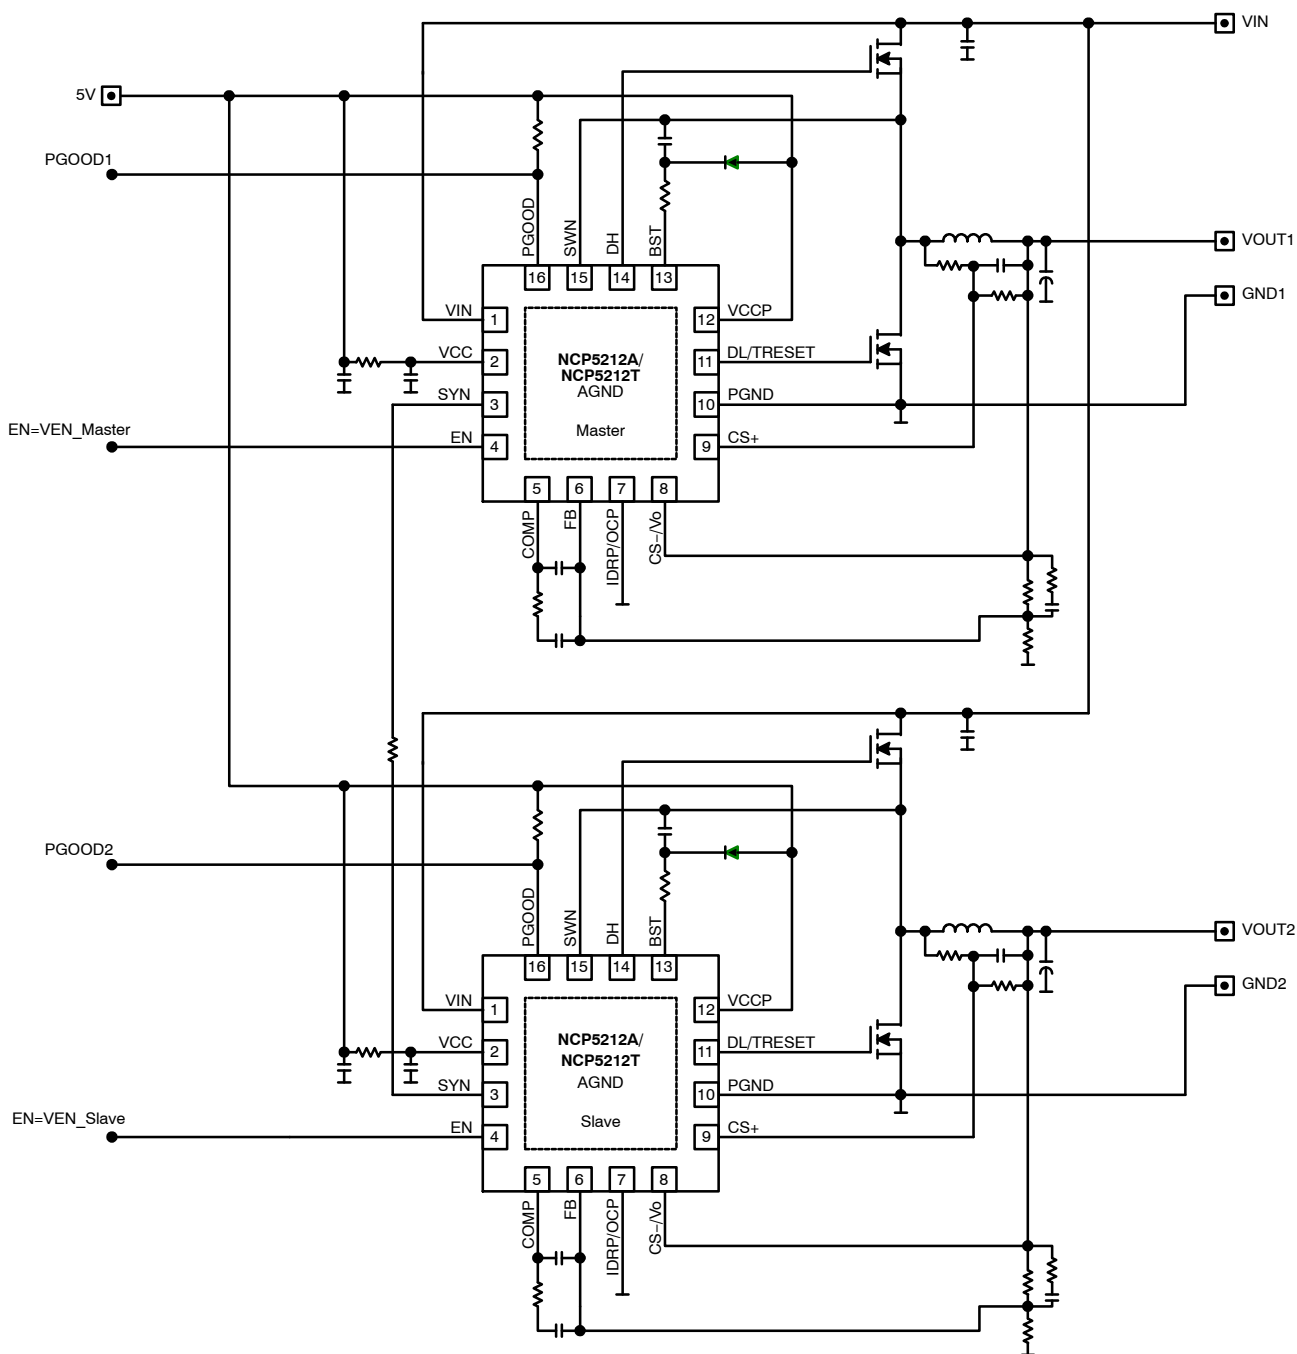 VIN
5V
PGOOD1
PGOOD
SWN
DH
BST
VOUT1
GND1
16
15
14
13
VIN
1
12
VCCP
VCC
2
11
DL/TRESET
SYN
3
10
PGND
EN=VEN_Master
EN
4
9
CS+
NCP5212A/
NCP5212T
AGND
Master
5
6
7
8
COMP
FB
IDRP/OCP
CS−/Vo
PGOOD2
PGOOD
SWN
DH
BST
VOUT2
GND2
16
15
14
13
VIN
1
12
VCCP
VCC
2
11
DL/TRESET
SYN
3
10
PGND
EN=VEN_Slave
EN
4
9
CS+
NCP5212A/
NCP5212T
AGND
Slave
5
6
7
8
COMP
FB
IDRP/OCP
CS−/Vo